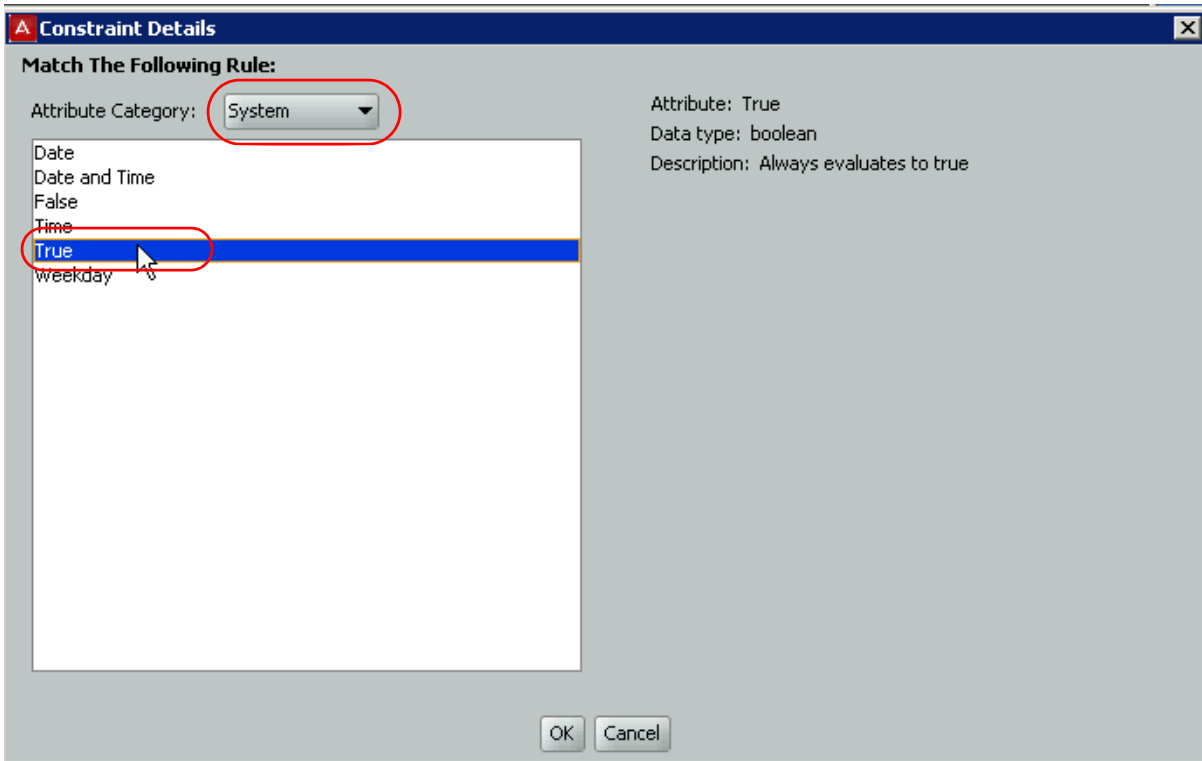 A Constraint Details
Match The Following Rule:
Attribute Category: System
Date
Date and Time
False
Time
True
Weekday
Attribute: True
Data type: boolean
Description: Always evaluates to true
OK Cancel